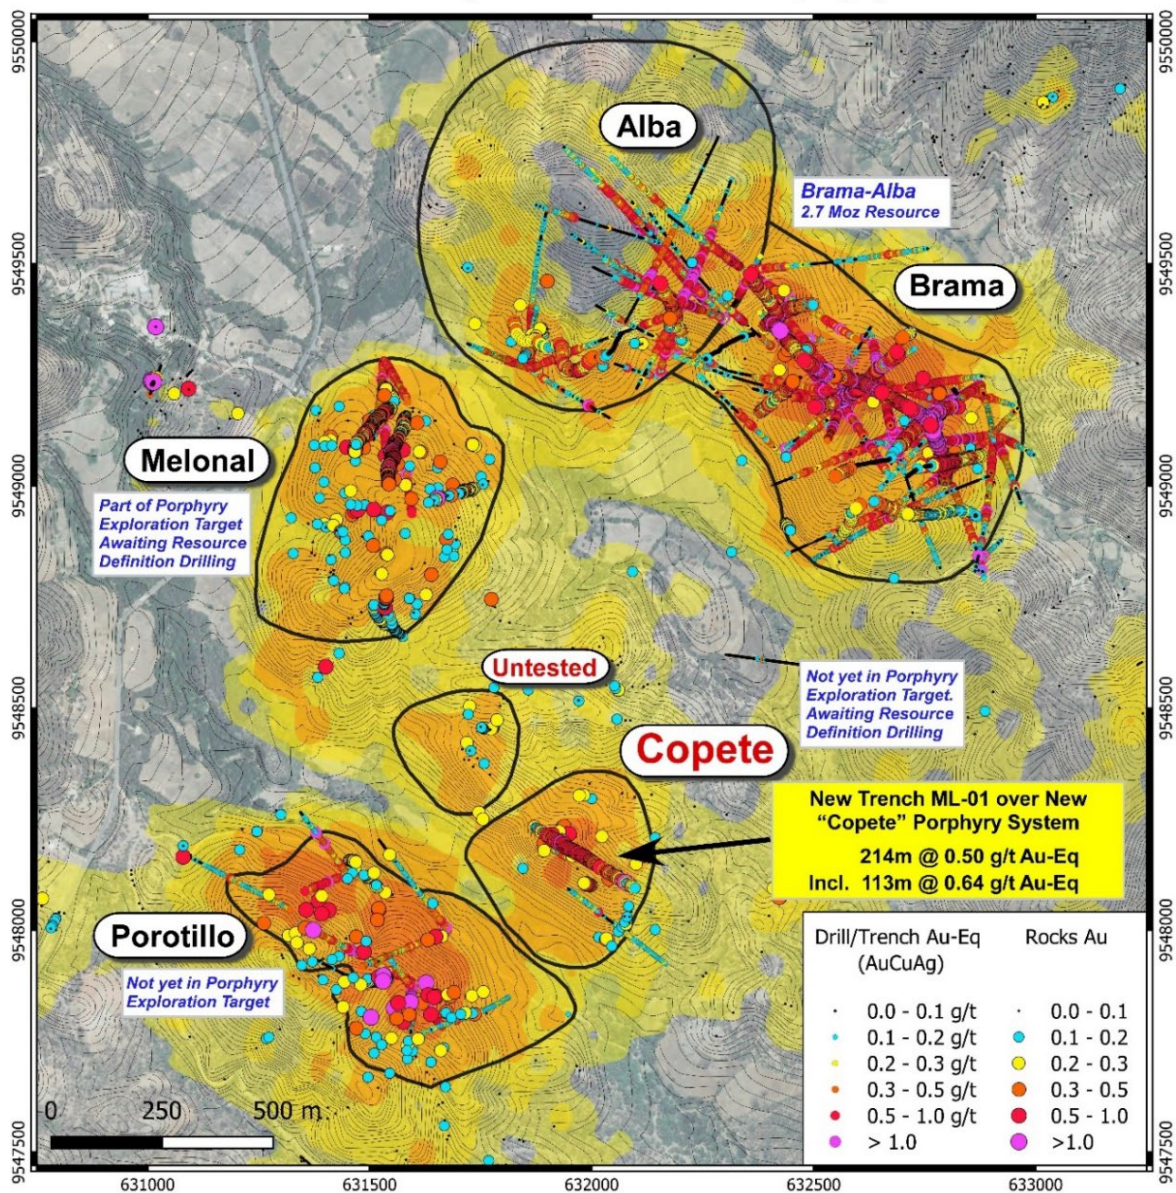 9550000
9550000
Alba
Brama-Alba
2.7 Moz Resource
9549500
9549500
Brama
Melonal
Part of Porphyry
Exploration Target
Awaiting Resource
Definition Drilling
9549000
9549000
Untested
Not yet in Porphyry
Exploration Target.
Awaiting Resource
Definition Drilling
9548500
9548500
Copete
New Trench ML-01 over New
“Copete” Porphyry System
214m @ 0.50 g/t Au-Eq
Incl. 113m @ 0.64 g/t Au-Eq
Porotillo
Not yet in Porphyry
Exploration Target
9548000
9548000
Drill/Trench Au-Eq
(AuCuAg)
0.0 - 0.1 g/t
0.1 - 0.2 g/t
0.2 - 0.3 g/t
0.3 - 0.5 g/t
0.5 - 1.0 g/t
> 1.0
Rocks Au
0.0 - 0.1
0.1 - 0.2
0.2 - 0.3
0.3 - 0.5
0.5 - 1.0
>1.0
0 250 500 m
9547500
9547500
631000 631500 632000 632500 633000